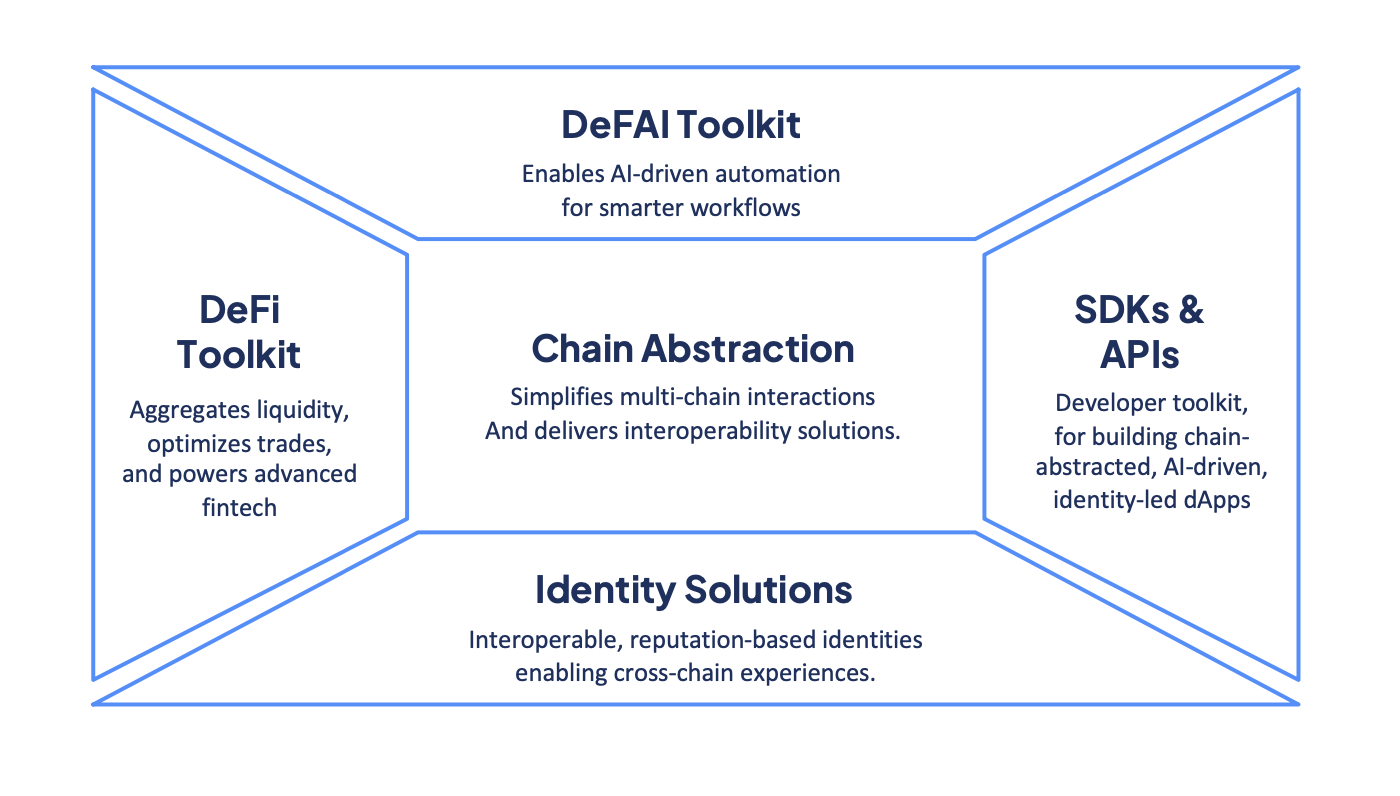 DeFAI Toolkit
Enables AI-driven automation
for smarter workflows
DeFi
Toolkit
Aggregates liquidity,
optimizes trades,
and powers advanced
fintech
Chain Abstraction
Simplifies multi-chain interactions
And delivers interoperability solutions.
SDKs &
APIs
Developer toolkit,
for building chain-
abstracted, AI-driven,
identity-led dApps
Identity Solutions
Interoperable, reputation-based identities
enabling cross-chain experiences.